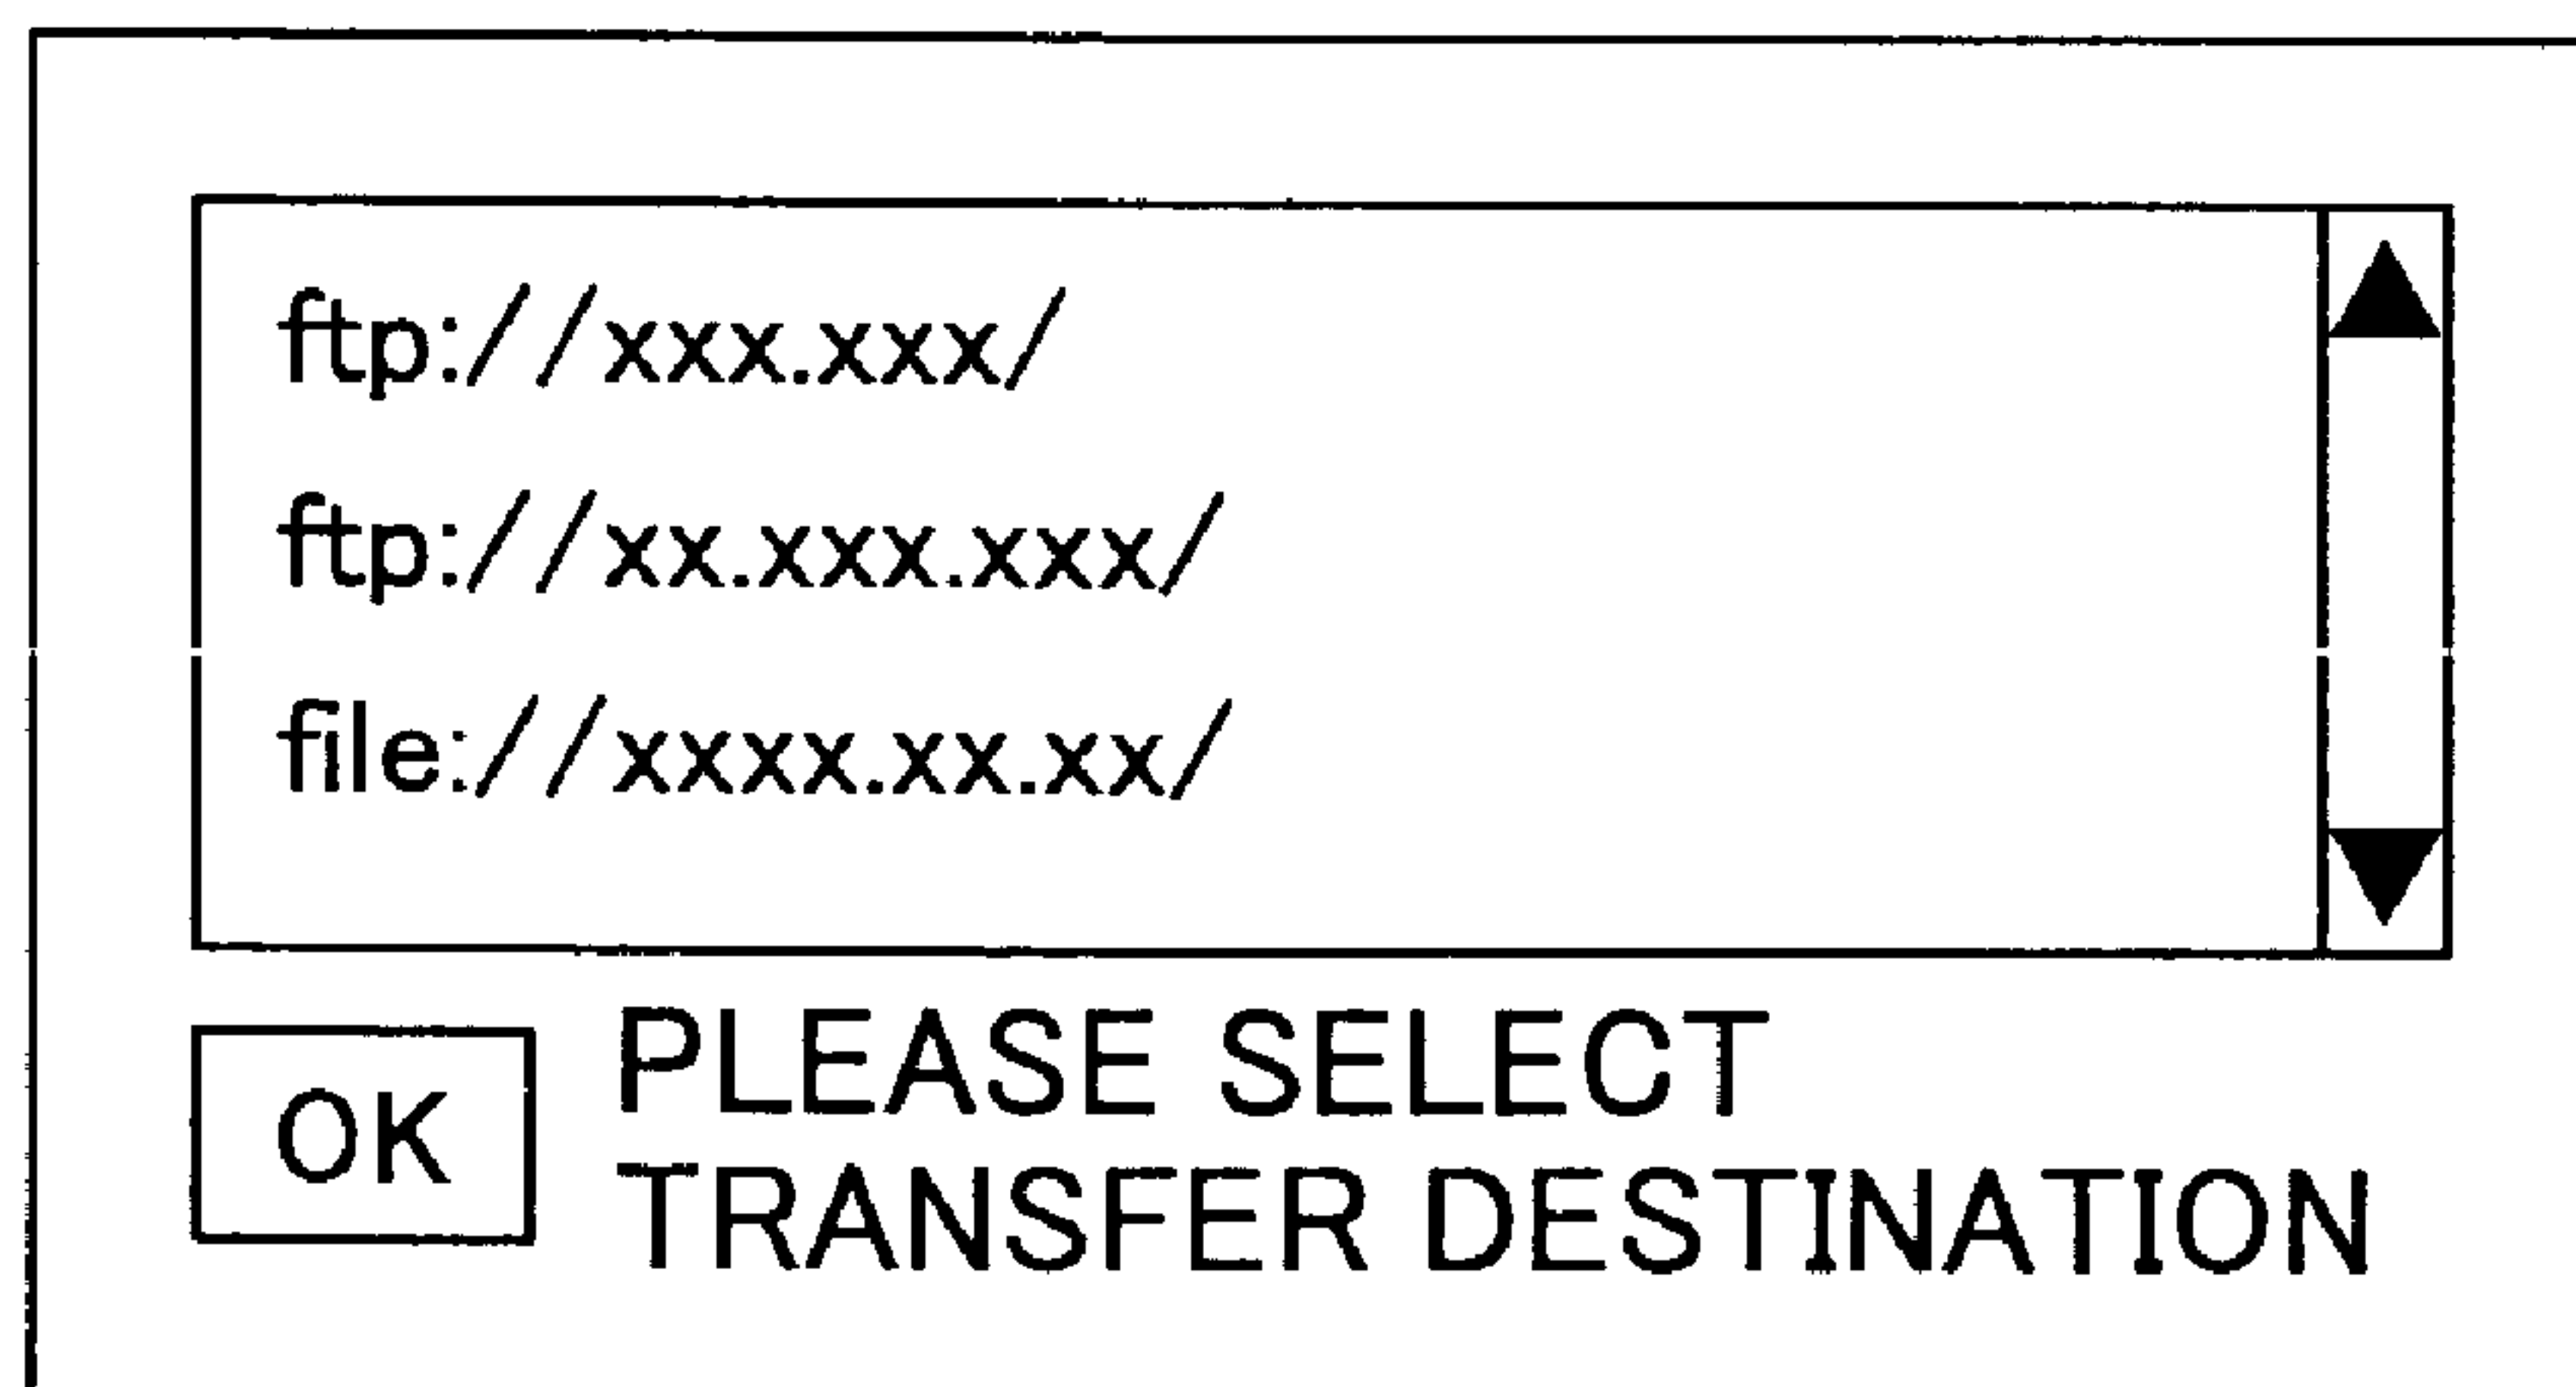 ftp://xxx.xxx/
ftp://xx.xxx.xxx/
file://xxxx.xx.xx/
OK
PLEASE SELECT
TRANSFER DESTINATION